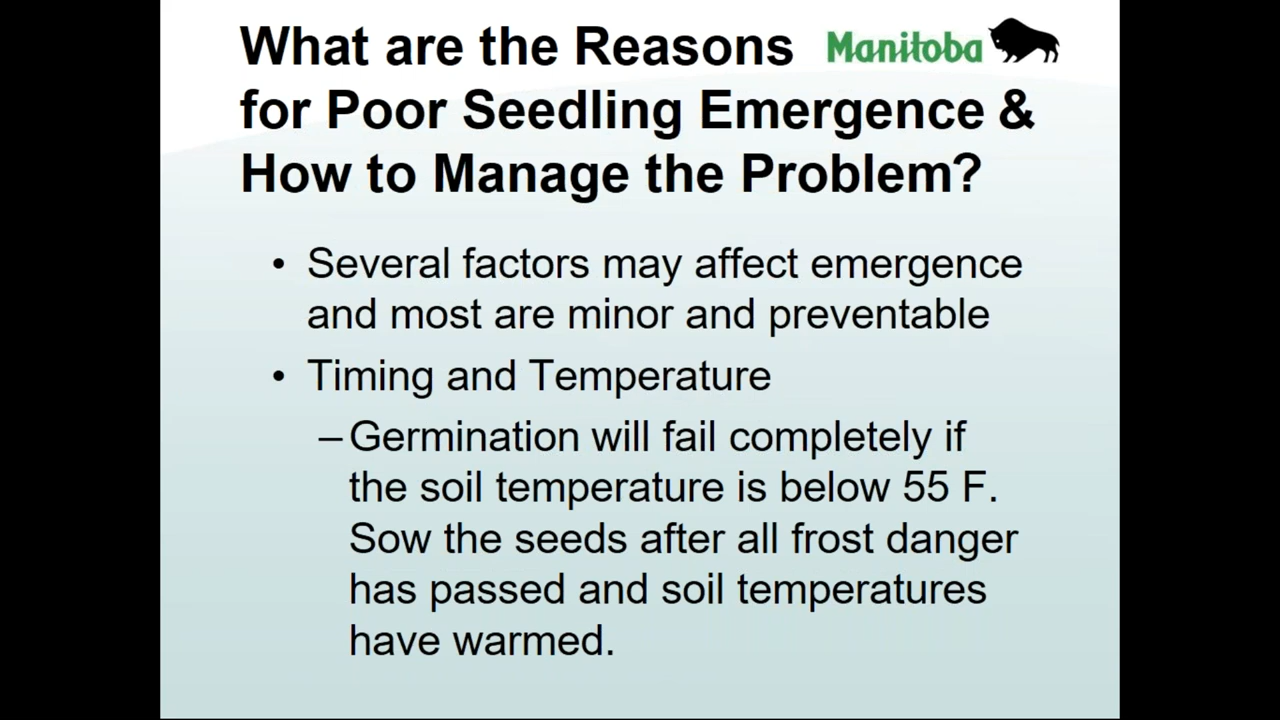 What are the Reasons
Manitoba
for Poor Seedling Emergence &
How to Manage the Problem?
• Several factors may affect emergence
and most are minor and preventable
• Timing and Temperature
–Germination will fail completely if
the soil temperature is below 55 F.
Sow the seeds after all frost danger
has passed and soil temperatures
have warmed.